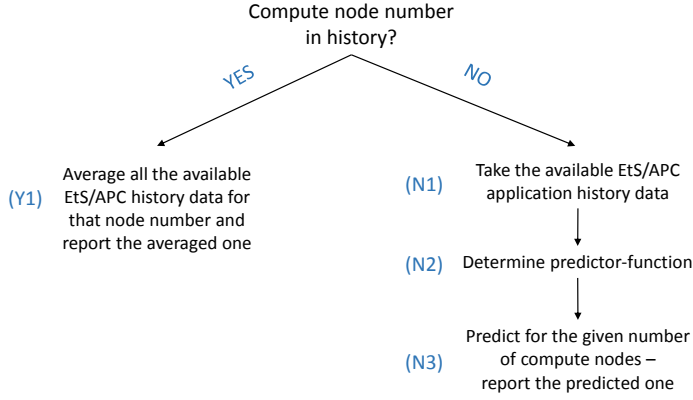 Compute node number
in history?
YES
NO
(Y1)
Average all the available
EtS/APC history data for
that node number and
report the averaged one
(N1)
Take the available EtS/APC
application history data
(N2)
Determine predictor-function
(N3)
Predict for the given number
of compute nodes –
report the predicted one